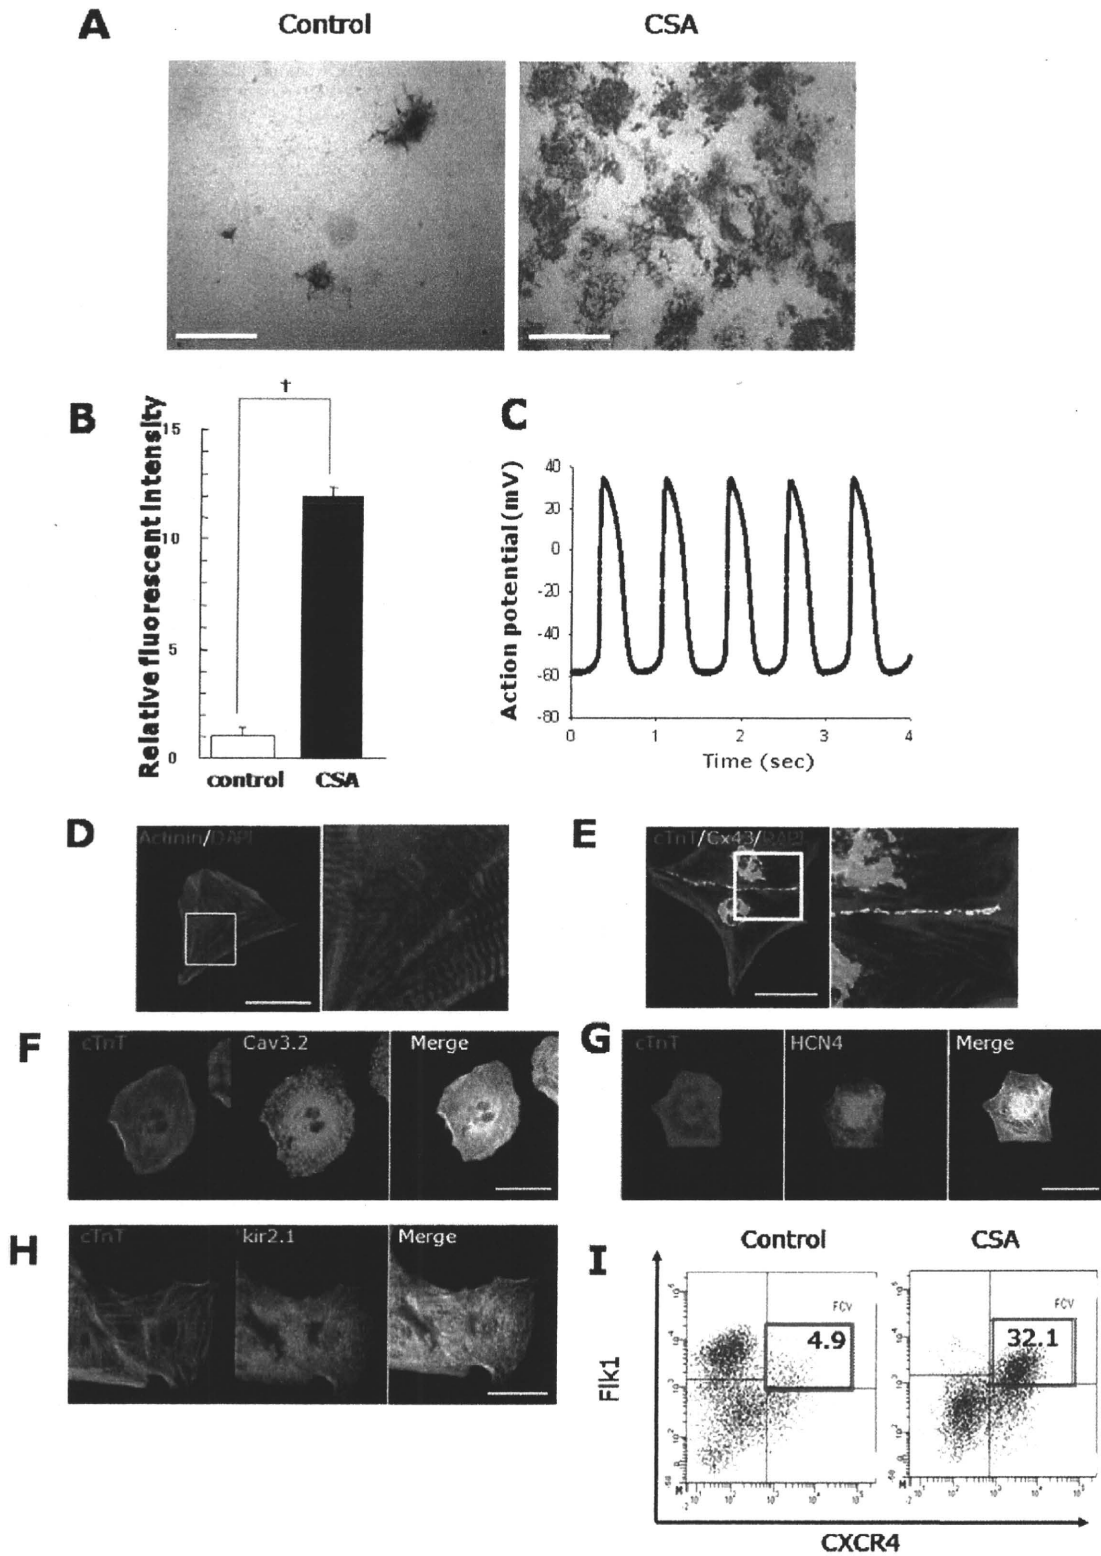 A
Control
CSA
B
†
Relative fluorescent intensity
15
10
5
0
control
CSA
C
Action potential (mV)
40
20
0
-20
-40
-60
-80
0
1
2
3
4
Time (sec)
D
Actinin/DAPI
E
cTnT/Cx43/DAPI
F
cTnT
Cav3.2
Merge
G
cTnT
HCN4
Merge
H
cTnT
kir2.1
Merge
I
Control
CSA
FCV
4.9
FCV
32.1
Flk1
CXCR4